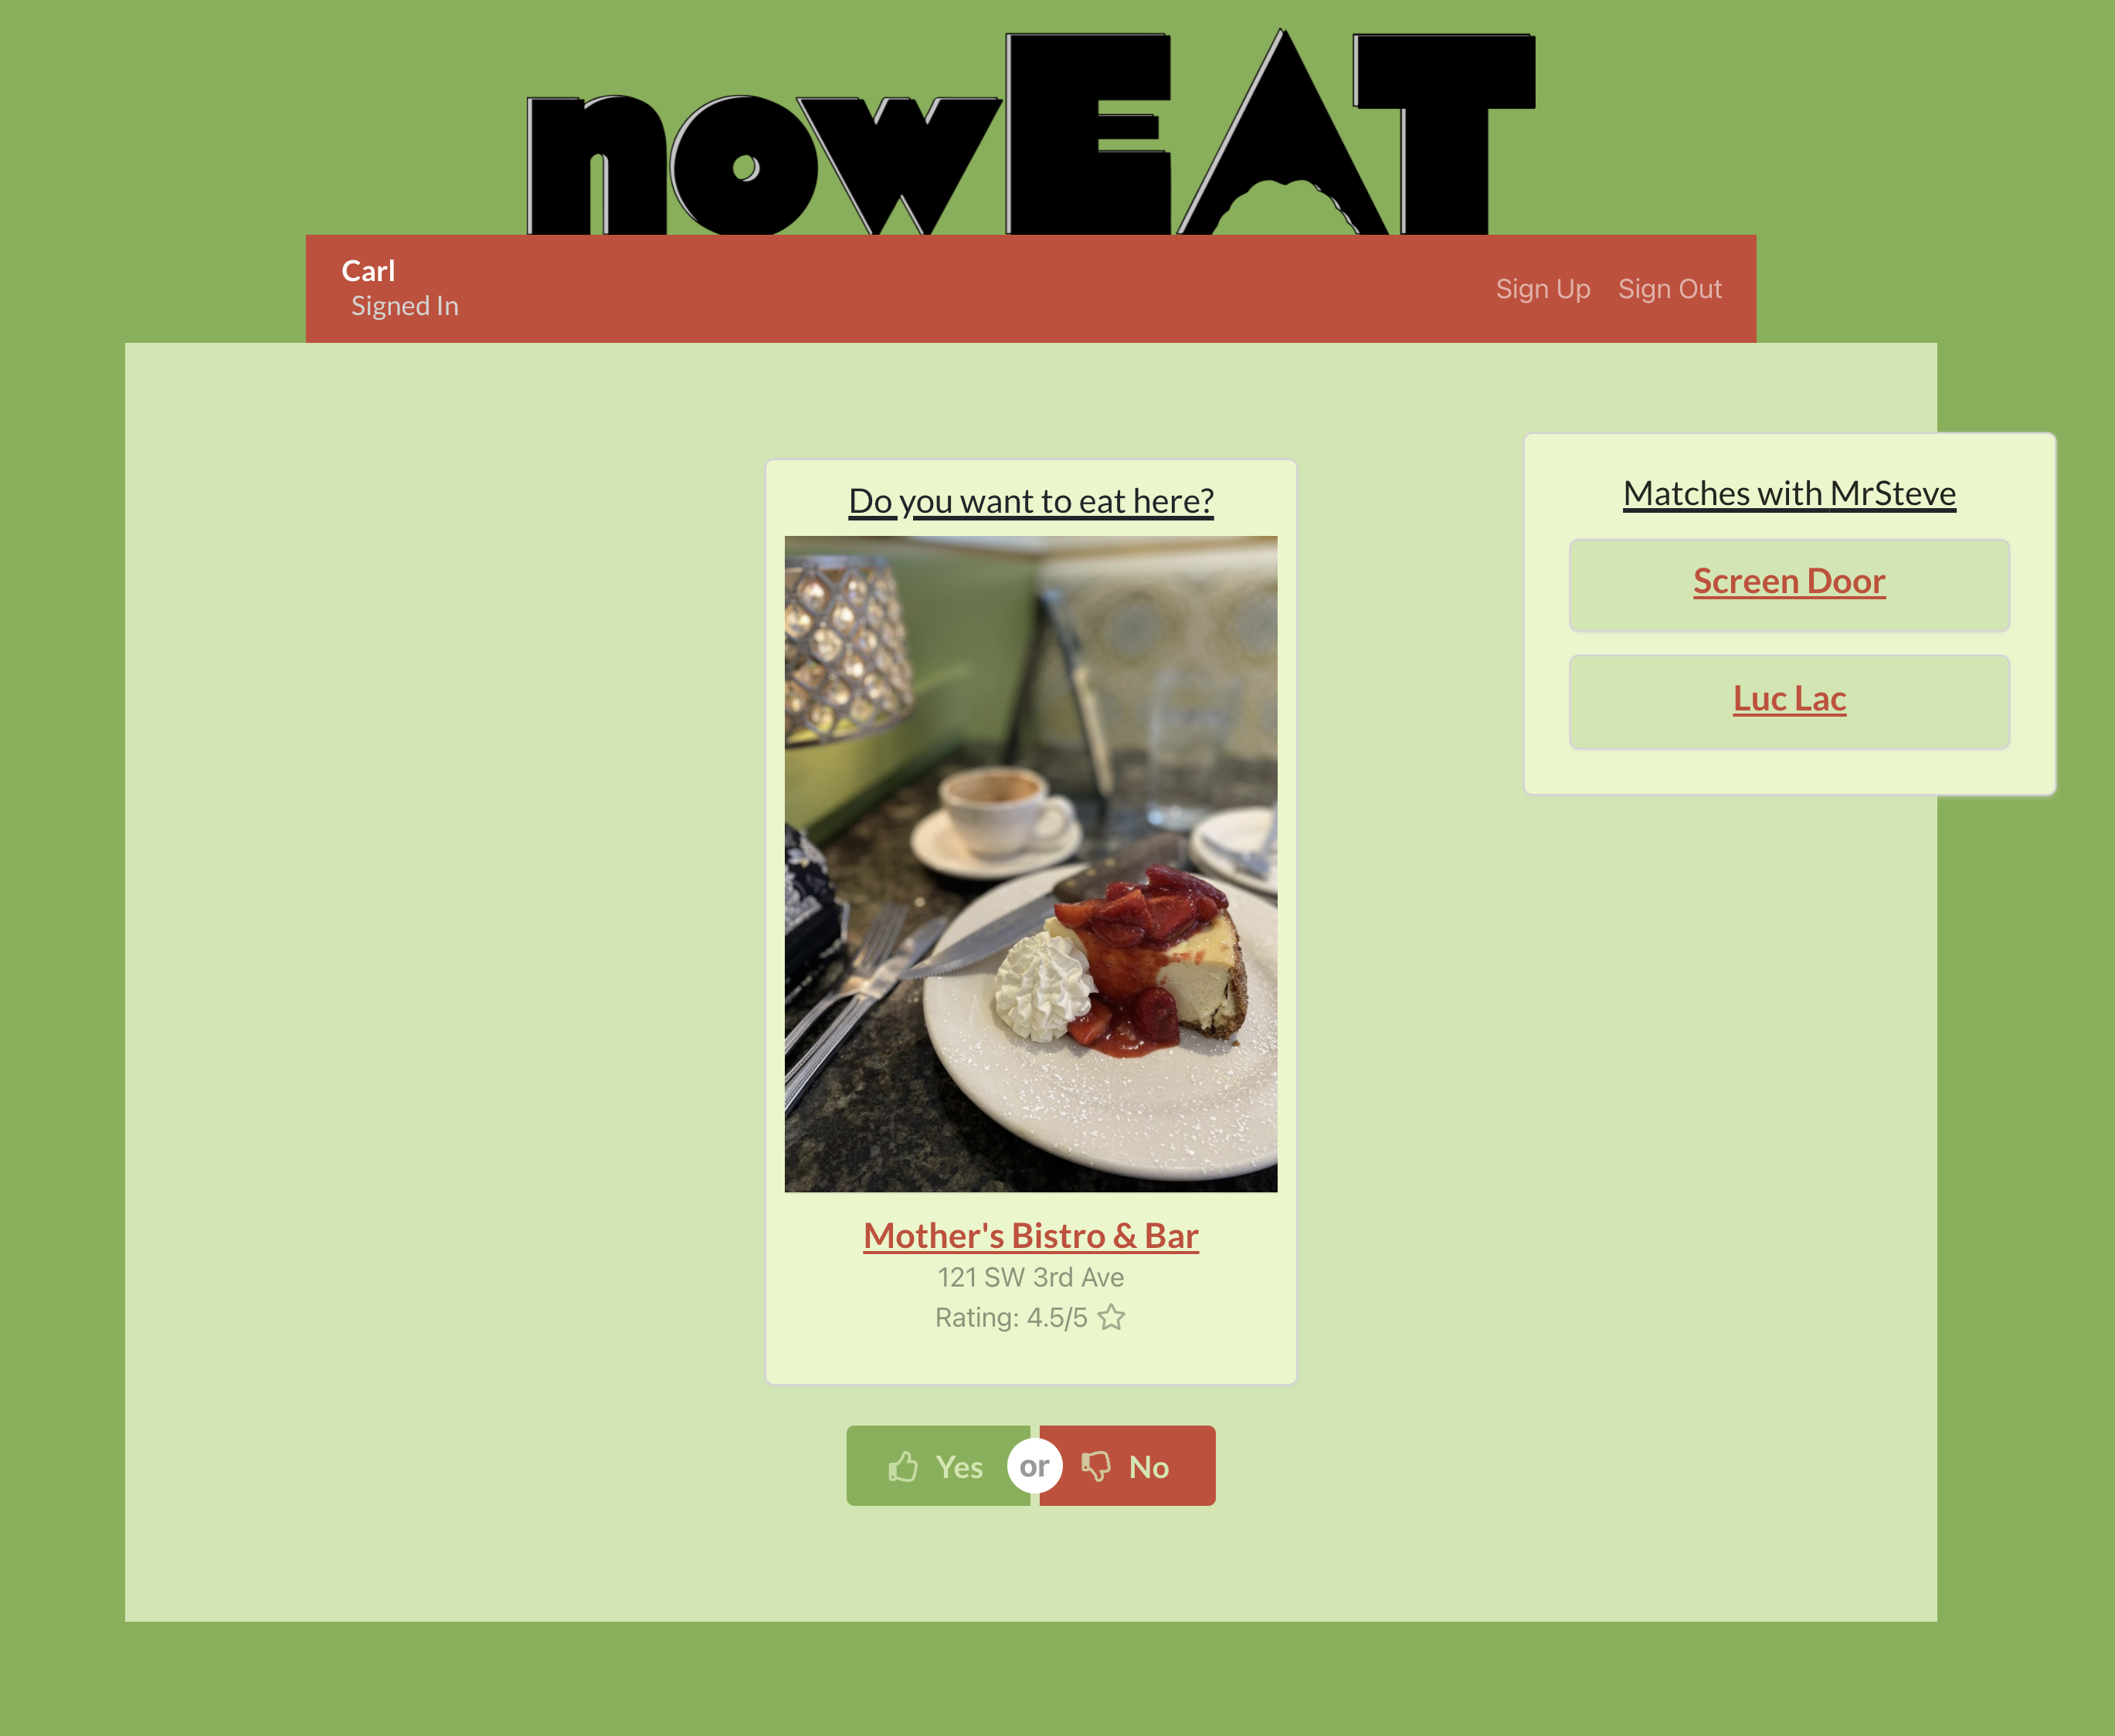 nowEAT
Carl
Signed In
Sign Up Sign Out
Do you want to eat here?
Mother's Bistro & Bar
121 SW 3rd Ave
Rating: 4.5/5
Yes or No
Matches with MrSteve
Screen Door
Luc Lac